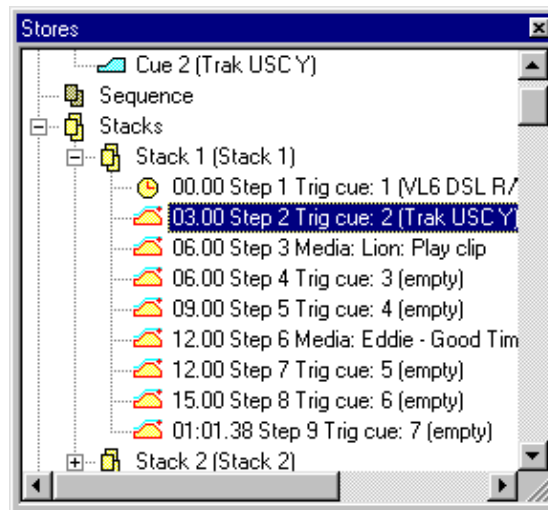 Stores
Cue 2 (Trak USC Y)
Sequence
Stacks
Stack 1 (Stack 1)
00.00 Step 1 Trig cue: 1 (VL6 DSL R/
03.00 Step 2 Trig cue: 2 (Trak USC Y)
06.00 Step 3 Media: Lion: Play clip
06.00 Step 4 Trig cue: 3 (empty)
09.00 Step 5 Trig cue: 4 (empty)
12.00 Step 6 Media: Eddie - Good Tim
12.00 Step 7 Trig cue: 5 (empty)
15.00 Step 8 Trig cue: 6 (empty)
01:01.38 Step 9 Trig cue: 7 (empty)
Stack 2 (Stack 2)